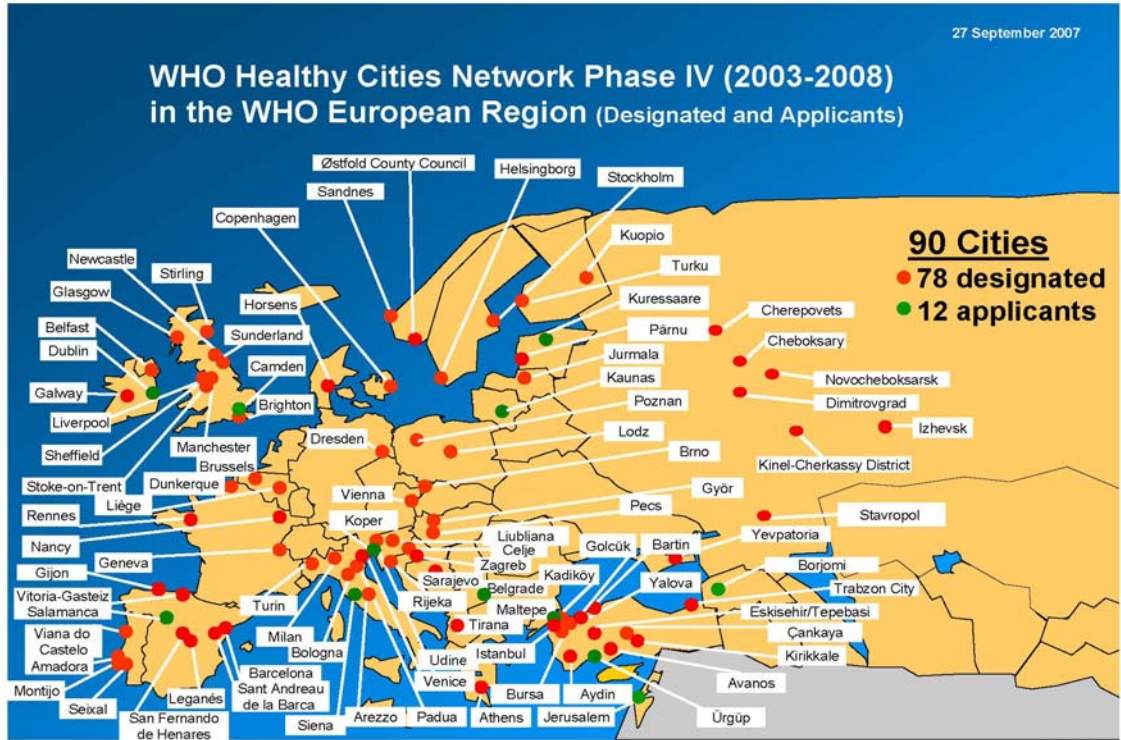 27 September 2007
WHO Healthy Cities Network Phase IV (2003-2008)
in the WHO European Region (Designated and Applicants)
Østfold County Council
Helsingborg
Stockholm
Sandnes
Copenhagen
Kuopio
90 Cities
78 designated
12 applicants
Newcastle
Stirling
Turku
Glasgow
Horsens
Kuressaare
Cherepovets
Belfast
Sunderland
Pärnu
Cheboksary
Dublin
Camden
Jurmala
Novocheboksarsk
Galway
Kaunas
Dimitrovgrad
Liverpool
Brighton
Poznan
Izhevsk
Sheffield
Manchester
Dresden
Lodz
Kinel-Cherkassy District
Brussels
Brno
Stoke-on-Trent
Dunkerque
Vienna
Györ
Liège
Pecs
Rennes
Koper
Stavropol
Nancy
Ljubliana
Golcük
Bartin
Yevpatoria
Geneva
Celje
Zagreb
Kadiköy
Borjomi
Gijon
Sarajevo
Yalova
Trabzon City
Vitoria-Gasteiz
Belgrade
Salamanca
Turin
Rijeka
Maltepe
Eskisehir/Tepebasi
Viana do
Castelo
Milan
Tirana
Çankaya
Amadora
Bologna
Udine
Istanbul
Kirikkale
Montijo
Barcelona
Venice
Avanos
Seixal
Leganés
Sant Andreau
de la Barca
Bursa
Aydin
San Fernando
de Henares
Siena
Arezzo
Padua
Athens
Jerusalem
Ürgüp